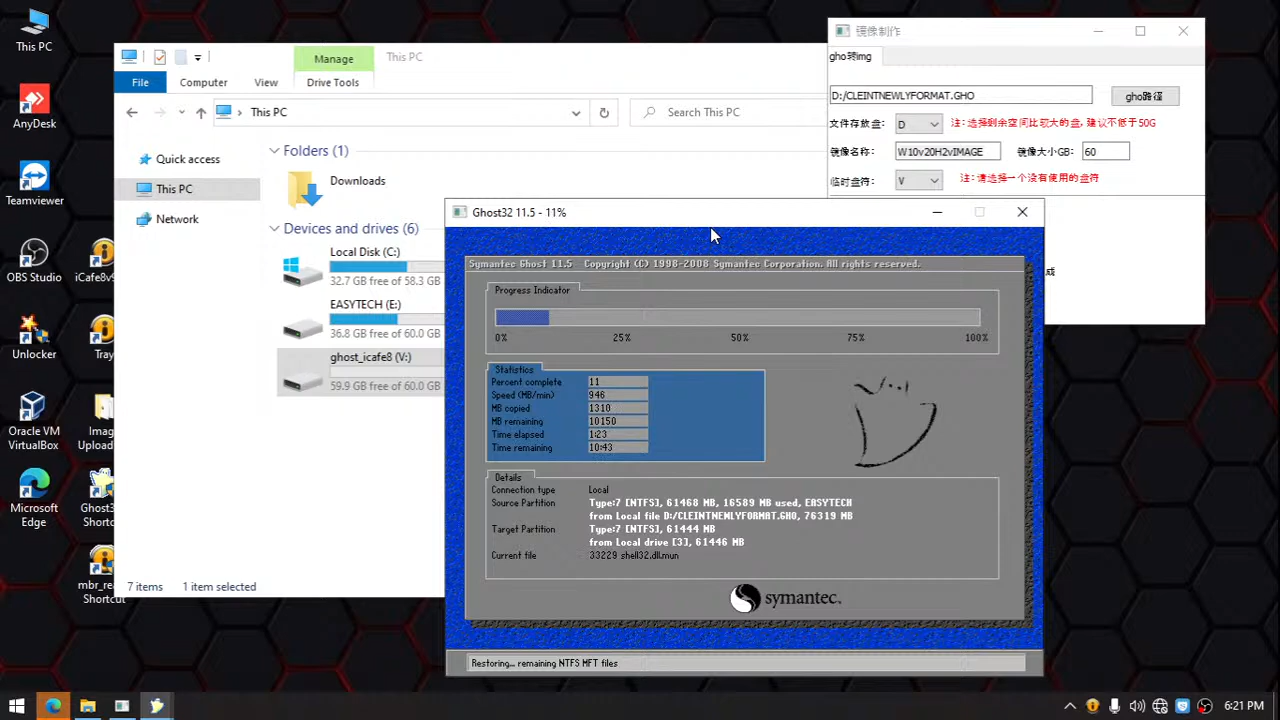 This PC
AnyDesk
Teamviewer
OBS Studio
iCafe8v9
Unlocker
Tray
Oracle VM
VirtualBox
Imag
Upload
Microsoft
Edge
Ghost3
Shortc
mbr_re
Shortcu
Manage
This PC
File
Computer
View
Drive Tools
This PC
Search This PC
Quick access
This PC
Network
Folders (1)
Downloads
Devices and drives (6)
Local Disk (C:)
32.7 GB free of 58.3 GB
EASYTECH (E:)
36.8 GB free of 60.0 GB
ghost_icafe8 (V:)
59.9 GB free of 60.0 GB
7 items
1 item selected
镜像制作
gho转img
D:/CLEINTNEWLYFORMAT.GHO
gho路径
文件存放盘:
D
注:选择剩余空间比较大的盘,建议不低于50G
镜像名称:
W10v20H2vIMAGE
镜像大小GB:
60
临时盘符:
V
注:请选择一个没有使用的盘符
成
Ghost32 11.5 - 11%
Symantec Ghost 11.5 Copyright (C) 1998-2008 Symantec Corporation. All rights reserved.
Progress Indicator
0% 25% 50% 75% 100%
Statistics
Percent complete 11
Speed (MB/min) 946
MB copied 1310
MB remaining 10150
Time elapsed 1:23
Time remaining 10:43
Details
Connection type Local
Source Partition Type:7 [NTFS], 61468 MB, 16589 MB used, EASYTECH
from Local file D:/CLEINTNEWLYFORMAT.GHO, 76319 MB
Target Partition Type:7 [NTFS], 61444 MB
from Local drive [3], 61446 MB
Current file 33229 shell32.dll.mun
symantec.
Restoring... remaining NTFS MFT files
6:21 PM